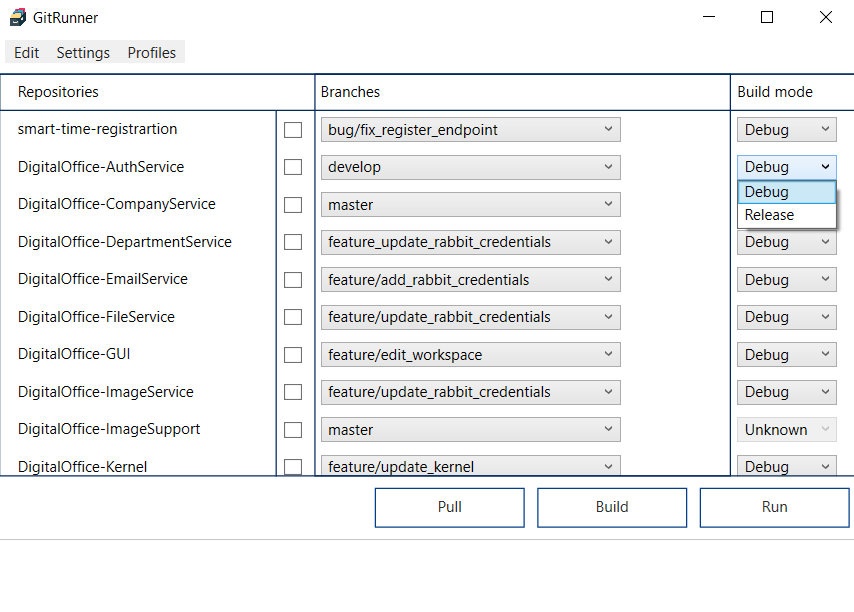 GitRunner
Edit Settings Profiles
Repositories Branches Build mode
smart-time-registrartion bug/fix_register_endpoint Debug
DigitalOffice-AuthService develop Debug
Debug
DigitalOffice-CompanyService master
Release
DigitalOffice-DepartmentService feature_update_rabbit_credentials Debug
DigitalOffice-EmailService feature/add_rabbit_credentials Debug
DigitalOffice-FileService feature/update_rabbit_credentials Debug
DigitalOffice-GUI feature/edit_workspace Debug
DigitalOffice-ImageService feature/update_rabbit_credentials Debug
DigitalOffice-ImageSupport master Unknown
DigitalOffice-Kernel feature/update_kernel Debug
Pull Build Run